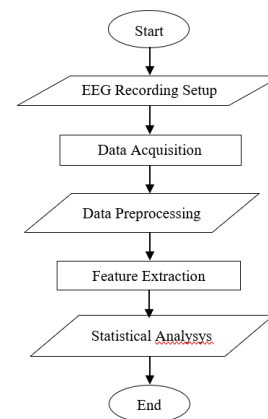 Start
EEG Recording Setup
Data Acquisition
Data Preprocessing
Feature Extraction
Statistical Analysys
End